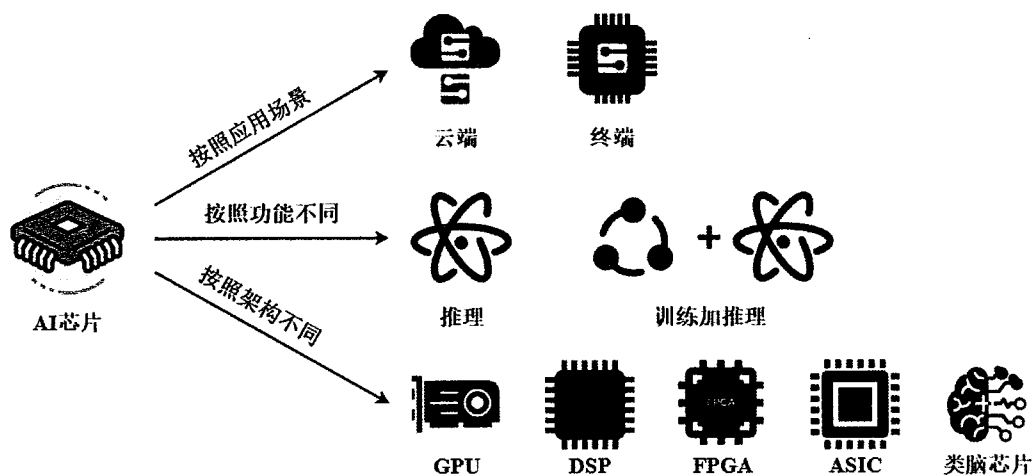 云端
终端
按照应用场景
按照功能不同
AI芯片
推理
训练加推理
按照架构不同
FPGA
GPU
DSP
FPGA
ASIC
类脑芯片